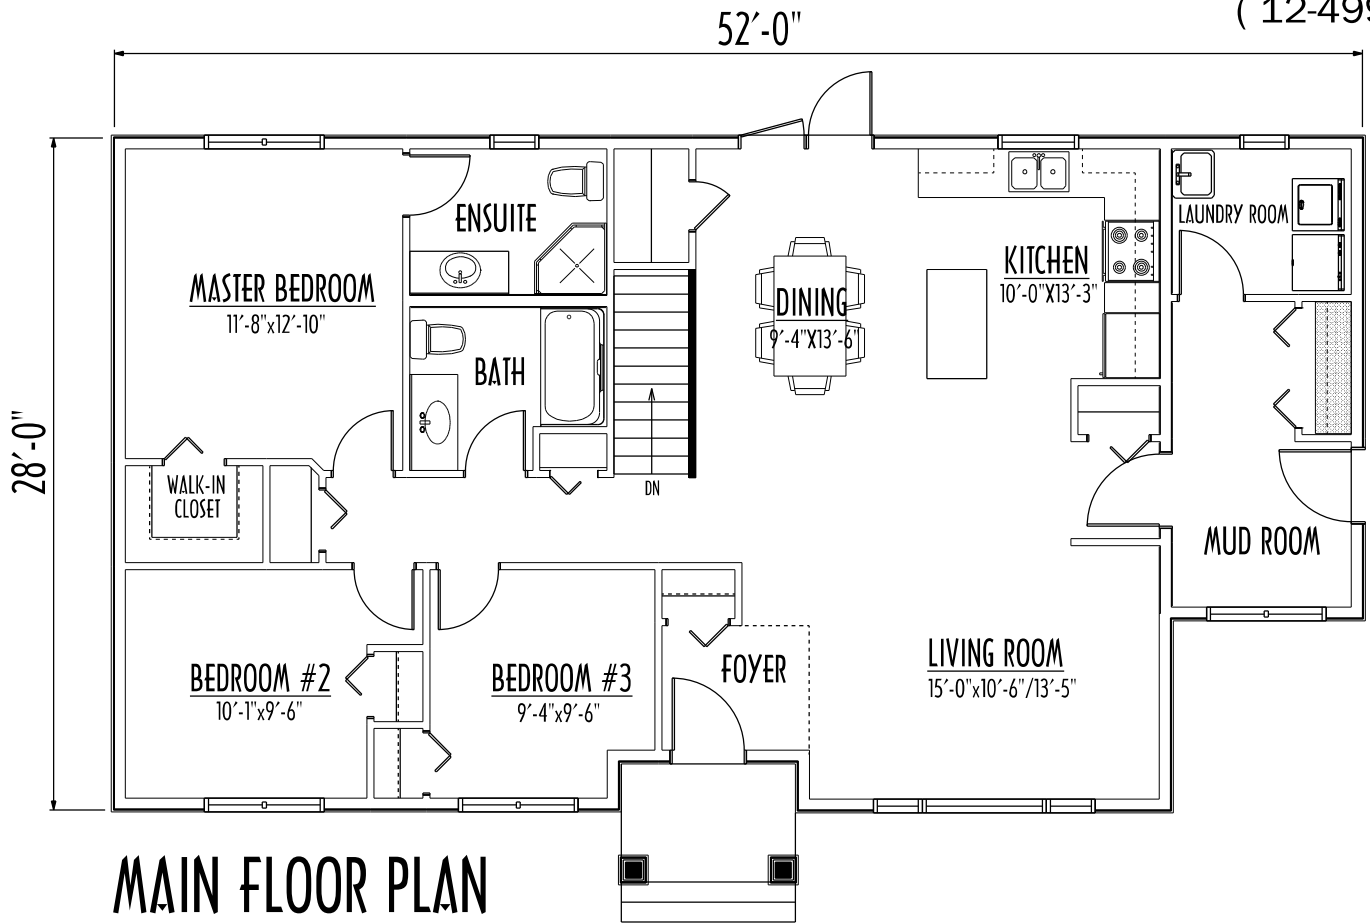 ( 12-499
52'-0"
28'-0"
ENSUITE
LAUNDRY ROOM
MASTER BEDROOM
11'-8"x12'-10"
KITCHEN
10'-0"X13'-3"
DINING
9'-4"X13'-6"
BATH
WALK-IN
CLOSET
DN
MUD ROOM
BEDROOM #2
10'-1"x9'-6"
BEDROOM #3
9'-4"x9'-6"
FOYER
LIVING ROOM
15'-0"x10'-6"/13'-5"
MAIN FLOOR PLAN